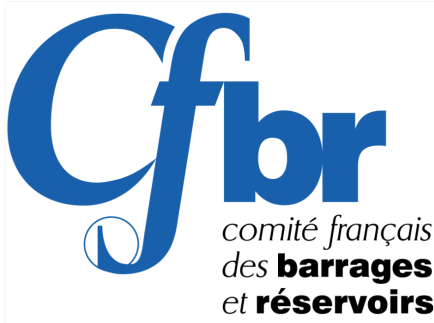 Cfbr
comité français
des barrages
et réservoirs